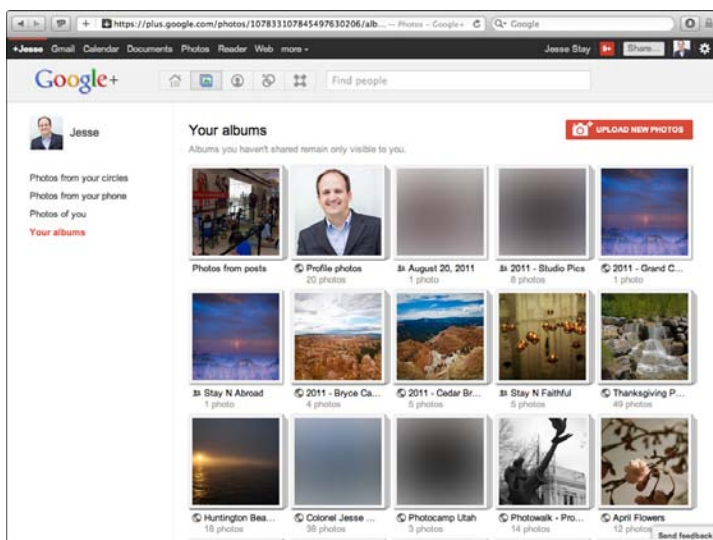 https://plus.google.com/photos/107833107845497630206/alb... — Photos - Google+
Google
+Jesse Gmail Calendar Documents Photos Reader Web more
Jesse Stay
Share...
Google+
Find people
Jesse
Photos from your circles
Photos from your phone
Photos of you
Your albums
Your albums
UPLOAD NEW PHOTOS
Albums you haven't shared remain only visible to you.
Photos from posts
Profile photos
20 photos
August 20, 2011
1 photo
2011 - Studio Pics
8 photos
2011 - Grand C...
1 photo
Stay N Abroad
1 photo
2011 - Bryce Ca...
4 photos
2011 - Cedar Br...
5 photos
Stay N Faithful
5 photos
Thanksgiving P...
49 photos
Huntington Bea...
18 photos
Colonel Jesse ...
38 photos
Photocamp Utah
3 photos
Photowalk - Pro...
14 photos
April Flowers
12 photos
Send feedback